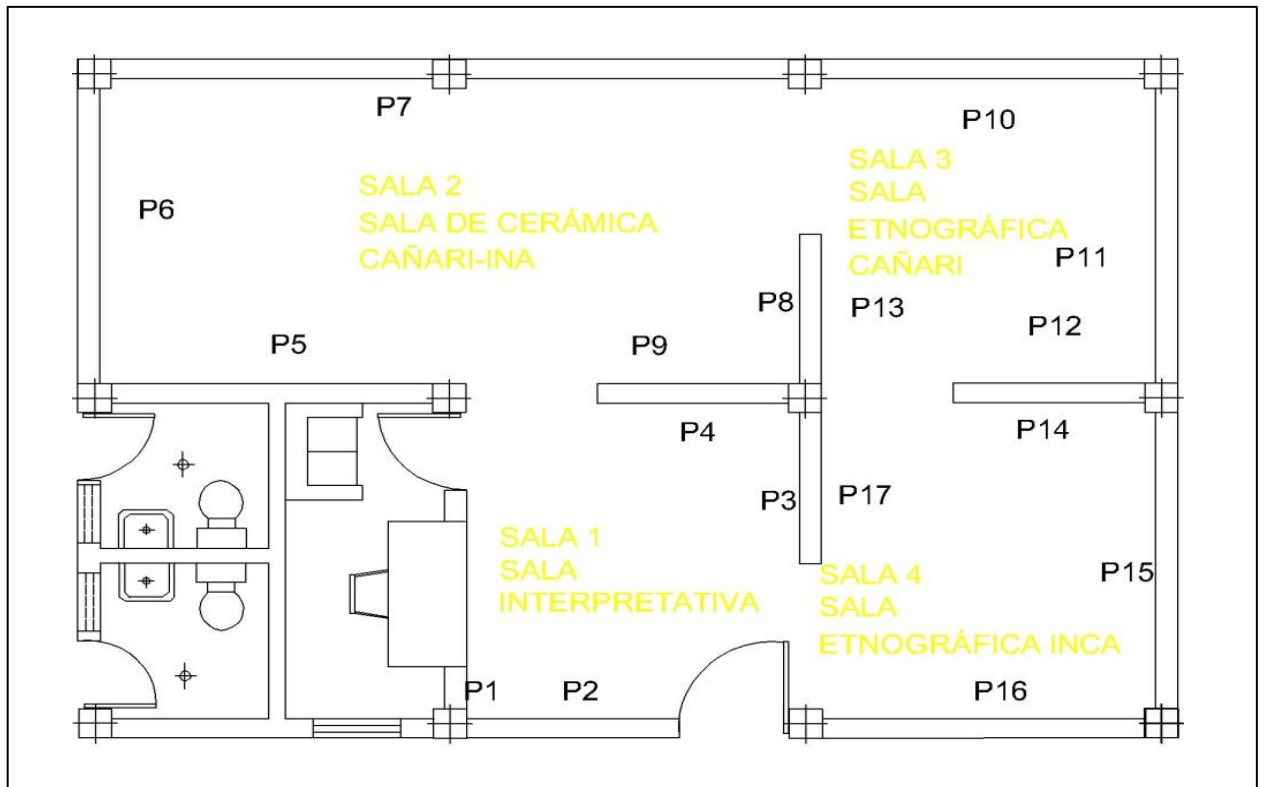 P7
P10
SALA 3
SALA
ETNOGRÁFICA
CAÑARI
SALA 2
SALA DE CERÁMICA
CAÑARI-INA
P6
P11
P8
P13
P12
P5
P9
P4
P14
P3
P17
SALA 1
SALA
INTERPRETATIVA
SALA 4
SALA
ETNOGRÁFICA INCA
P15
P1
P2
P16